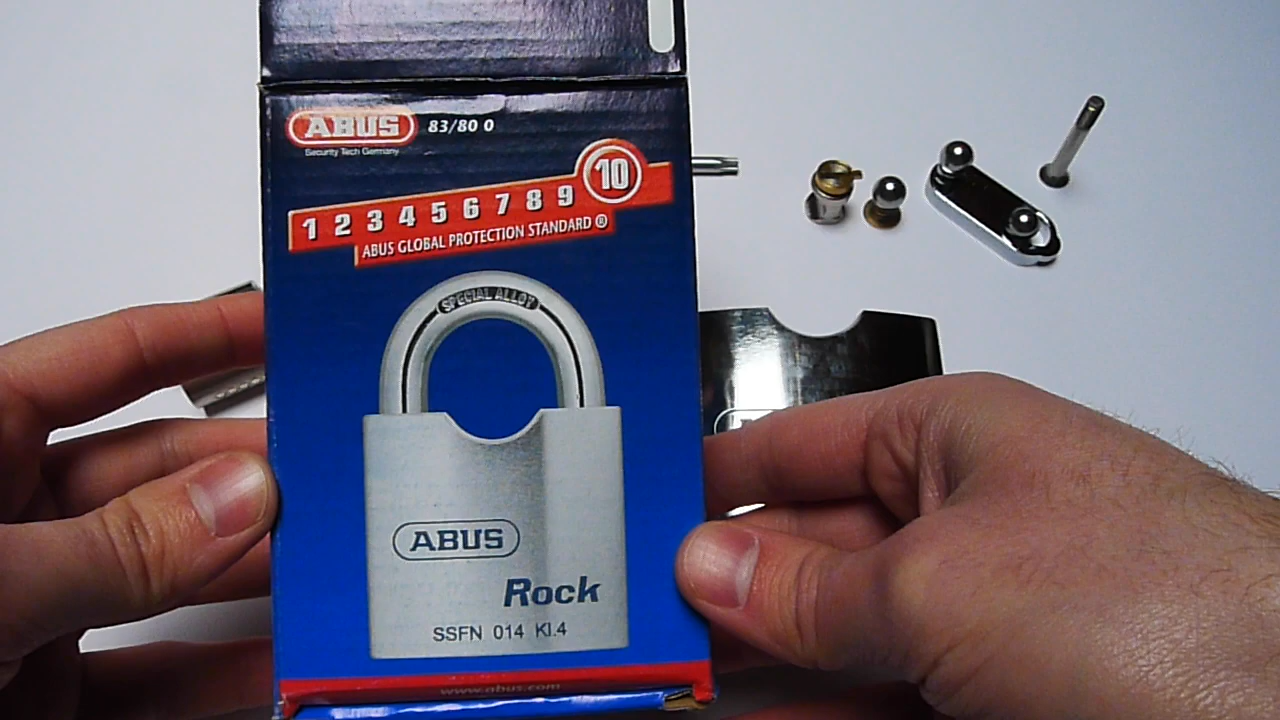 ABUS 83/80 0
Security Tech Germany
1 2 3 4 5 6 7 8 9 10
ABUS GLOBAL PROTECTION STANDARD ®
SPECIAL ALLOY
ABUS
Rock
SSFN 014 Kl.4
www.abus.com